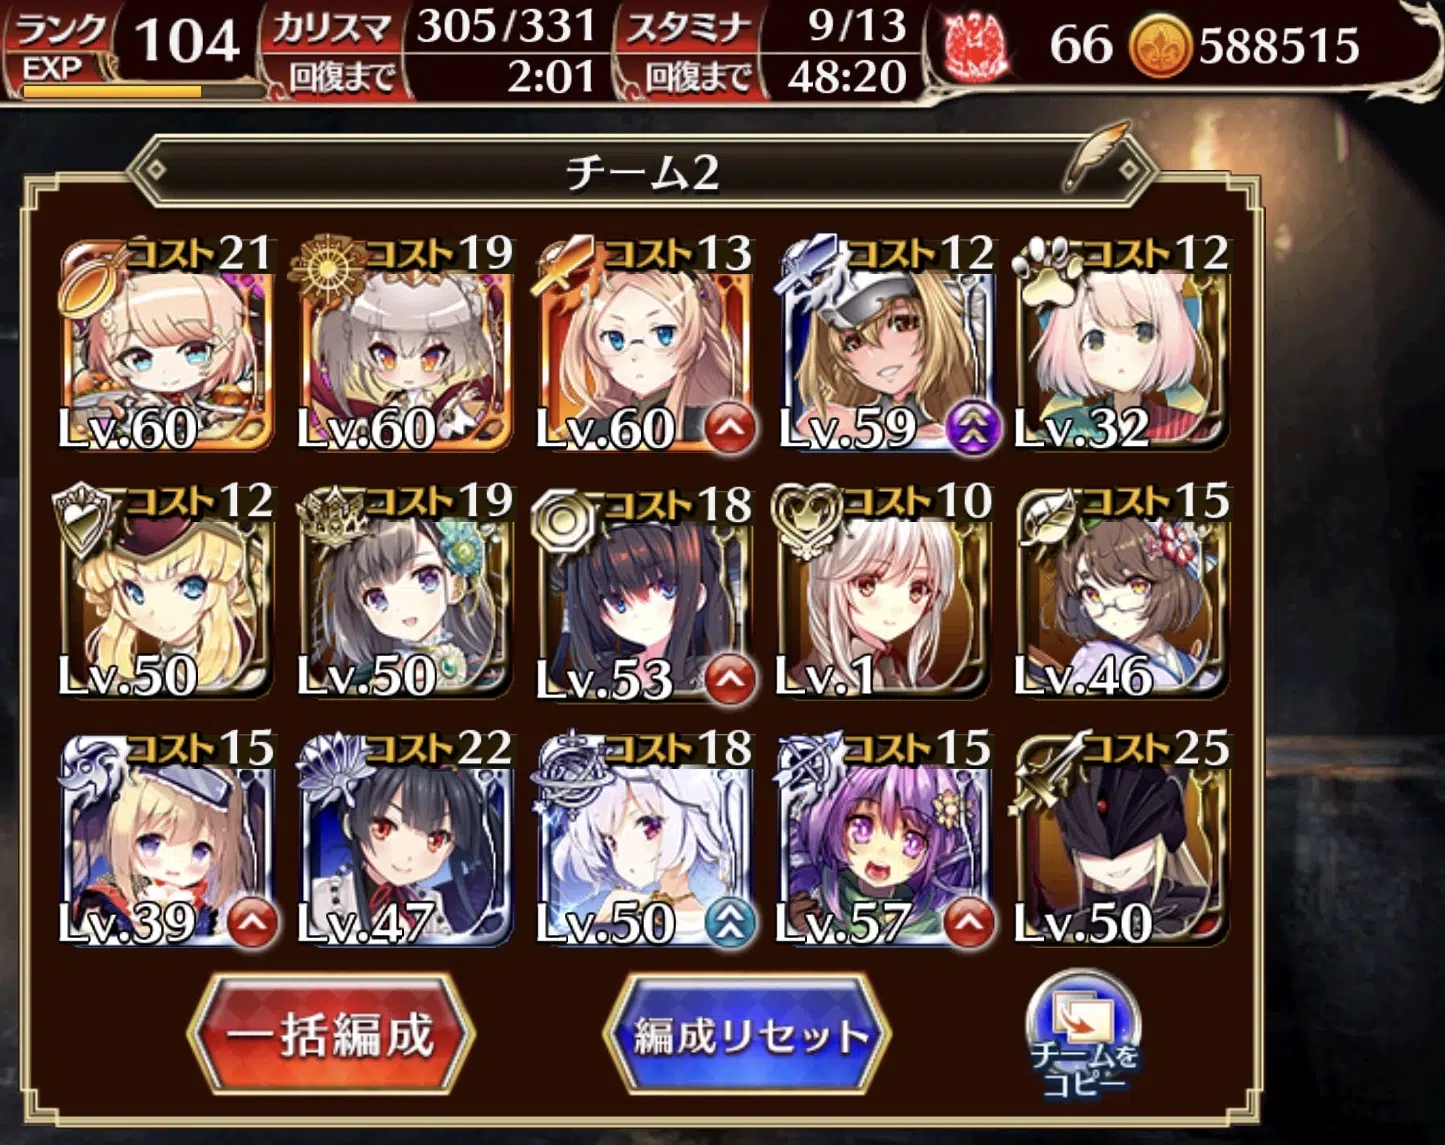 ランク 104 カリスマ 305/331 スタミナ 9/13 66 588515
EXP 回復まで 2:01 回復まで 48:20
チーム2
コスト21 コスト19 コスト13 コスト12 コスト12
Lv.60 Lv.60 Lv.60 Lv.59 Lv.32
コスト12 コスト19 コスト18 コスト10 コスト15
Lv.50 Lv.50 Lv.53 Lv.1 Lv.46
コスト15 コスト22 コスト18 コスト15 コスト25
Lv.39 Lv.47 Lv.50 Lv.57 Lv.50
一括編成 編成リセット チームを
コピー